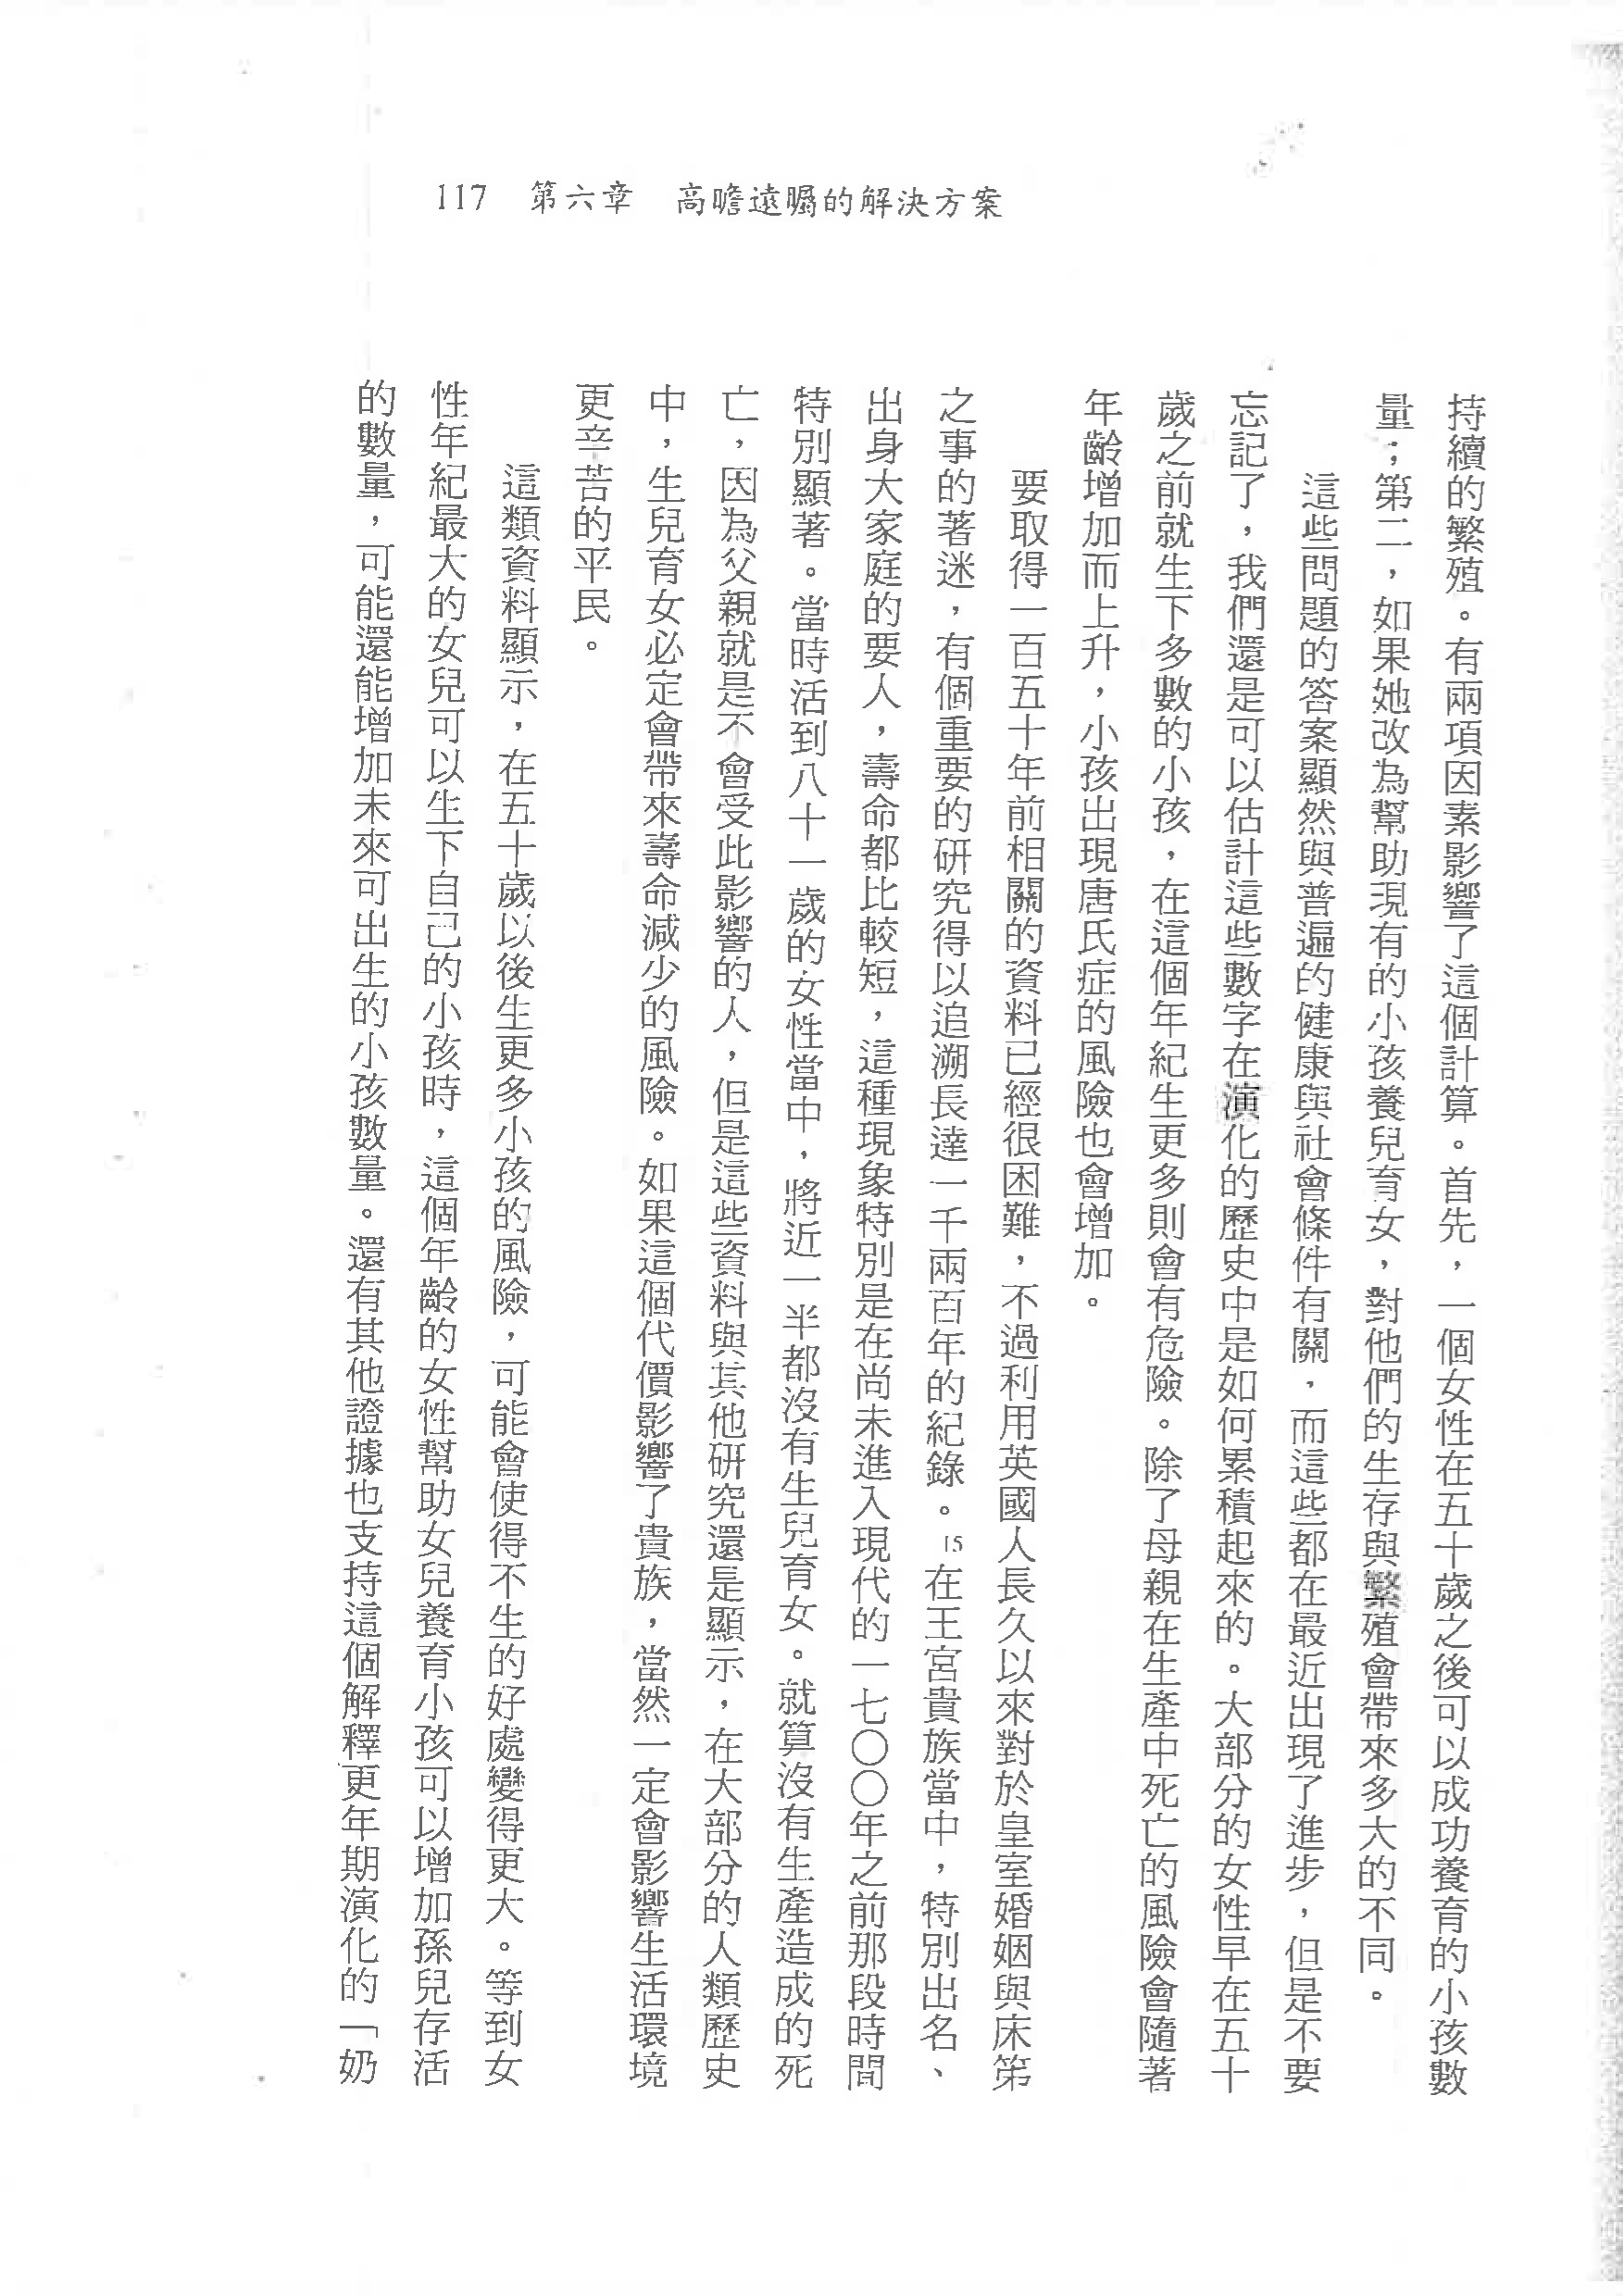 117　第六章　高瞻遠矚的解決方案
持續的繁殖。有兩項因素影響了這個計算。首先，一個女性在五十歲之後可以成功養育的小孩數
量；第二，如果她改為幫助現有的小孩養兒育女，對他們的生存與繁殖會帶來多大的不同。
這些問題的答案顯然與普遍的健康與社會條件有關，而這些都在最近出現了進步，但是不要
忘記了，我們還是可以估計這些數字在演化的歷史中是如何累積起來的。大部分的女性早在五十
歲之前就生下多數的小孩，在這個年紀生更多則會有危險。除了母親在生產中死亡的風險會隨著
年齡增加而上升，小孩出現唐氏症的風險也會增加。
要取得一百五十年前相關的資料已經很困難，不過利用英國人長久以來對於皇室婚姻與床笫
之事的著迷，有個重要的研究得以追溯長達一千兩百年的紀錄。15在王宮貴族當中，特別出名、
出身大家庭的要人，壽命都比較短，這種現象特別是在尚未進入現代的一七〇〇年之前那段時間
特別顯著。當時活到八十一歲的女性當中，將近一半都沒有生兒育女。就算沒有生產造成的死
亡，因為父親就是不會受此影響的人，但是這些資料與其他研究還是顯示，在大部分的人類歷史
中，生兒育女必定會帶來壽命減少的風險。如果這個代價影響了貴族，當然一定會影響生活環境
更辛苦的平民。
這類資料顯示，在五十歲以後生更多小孩的風險，可能會使得不生的好處變得更大。等到女
性年紀最大的女兒可以生下自己的小孩時，這個年齡的女性幫助女兒養育小孩可以增加孫兒存活
的數量，可能還能增加未來可出生的小孩數量。還有其他證據也支持這個解釋更年期演化的「奶